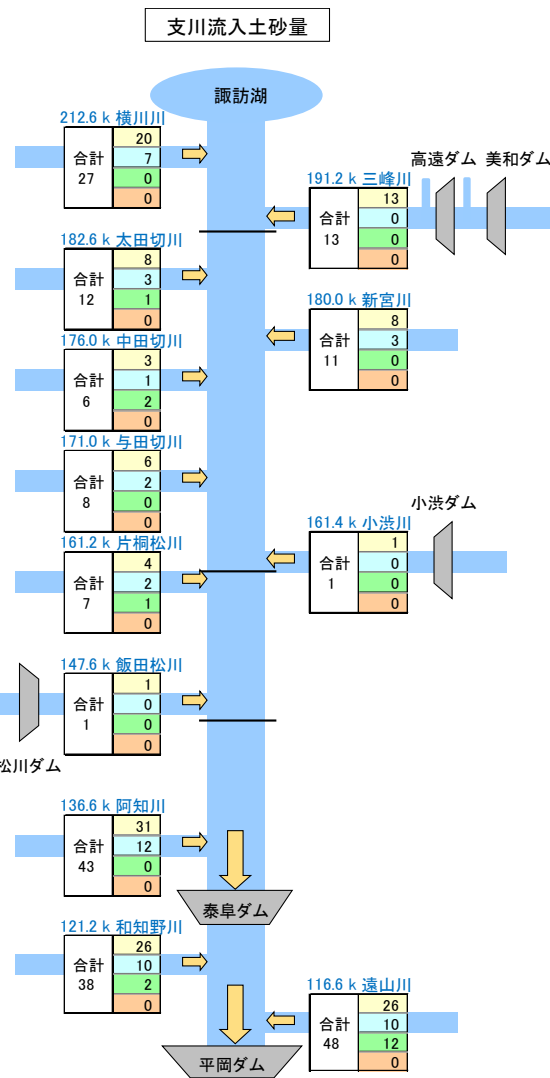 支川流入土砂量
諏訪湖
212.6 k 横川川
合計
27
20
7
0
0
高遠ダム 美和ダム
191.2 k 三峰川
合計
13
13
0
0
0
182.6 k 太田切川
合計
12
8
3
1
0
180.0 k 新宮川
合計
11
8
3
0
0
176.0 k 中田切川
合計
6
3
1
2
0
171.0 k 与田切川
合計
8
6
2
0
0
小渋ダム
161.4 k 小渋川
合計
1
1
0
0
0
161.2 k 片桐松川
合計
7
4
2
1
0
147.6 k 飯田松川
合計
1
1
0
0
0
松川ダム
136.6 k 阿知川
合計
43
31
12
0
0
泰阜ダム
121.2 k 和知野川
合計
38
26
10
2
0
116.6 k 遠山川
合計
48
26
10
12
0
平岡ダム